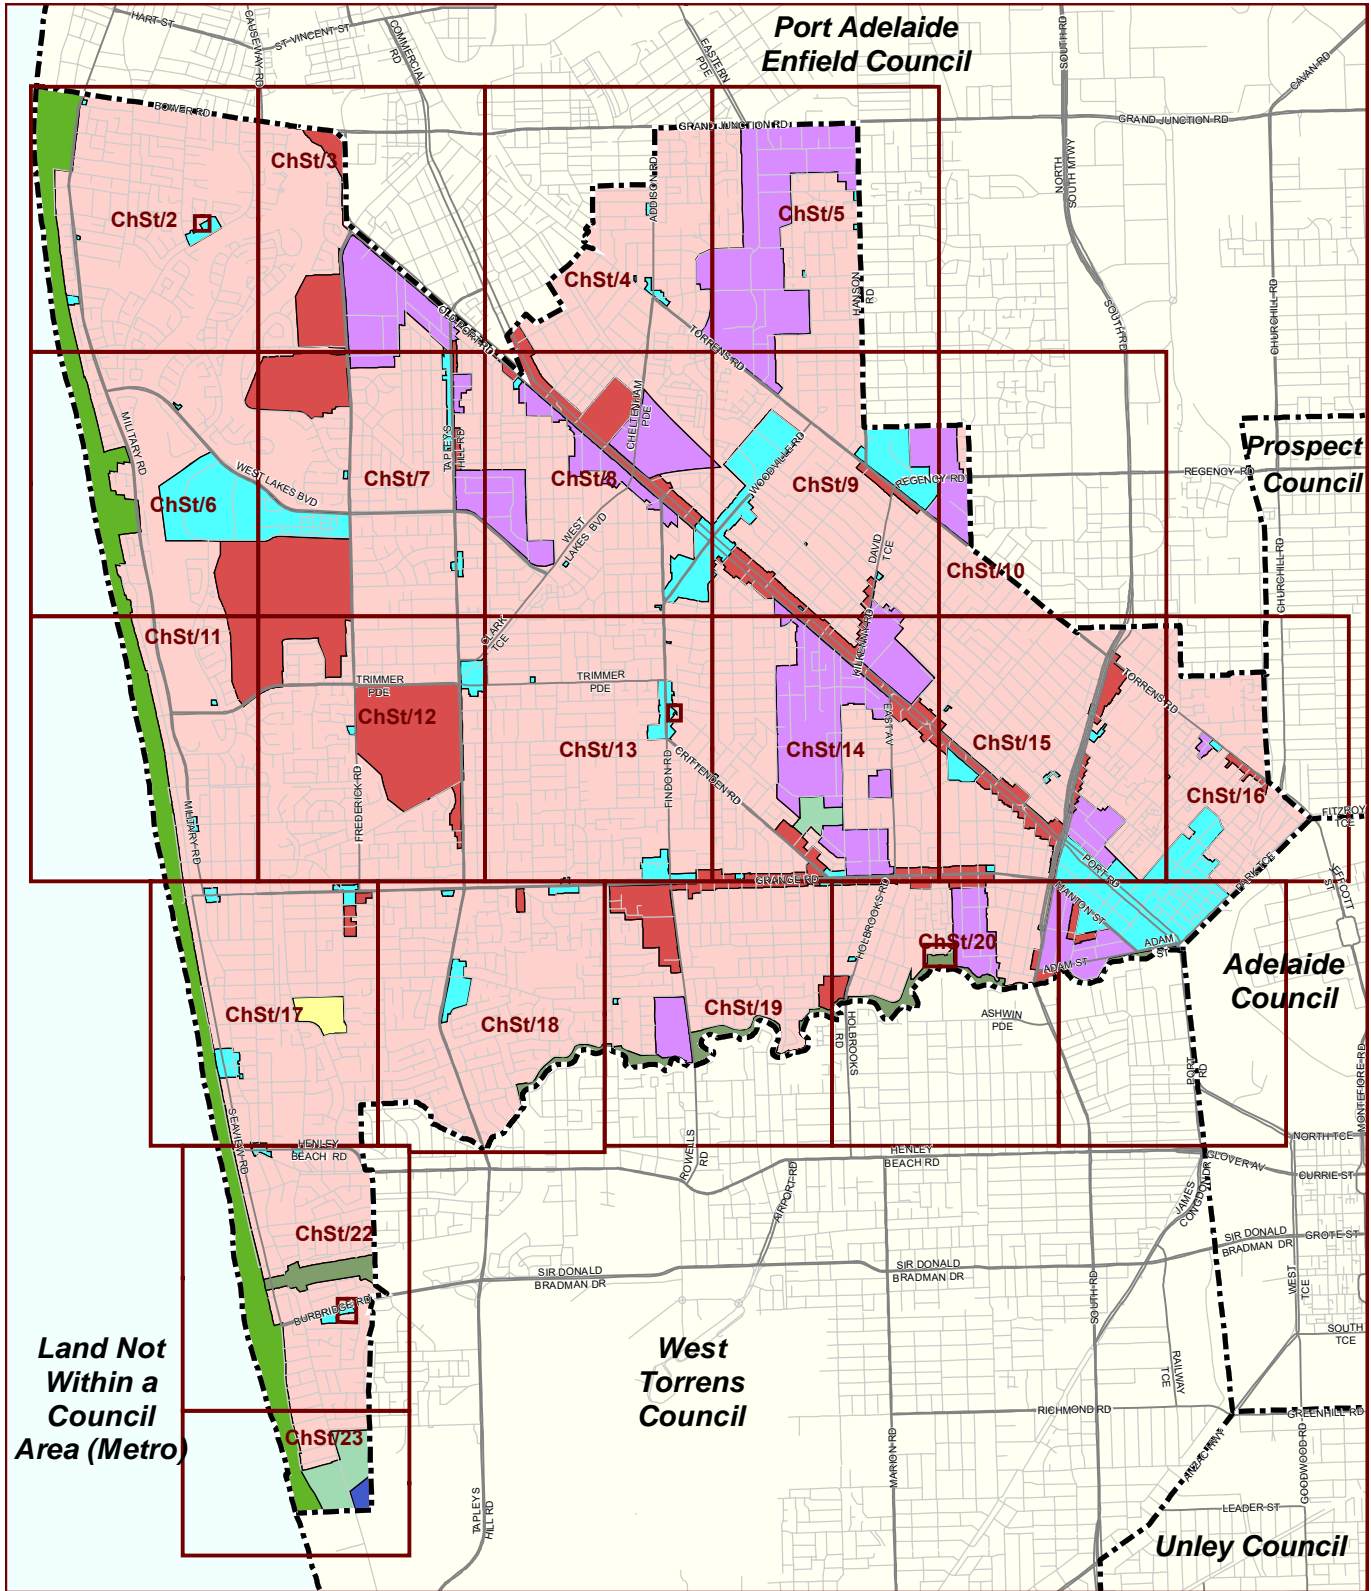 Port Adelaide
Enfield Council
HART ST
ST VINCENT ST
CAUSEWAY RD
COMMERCIAL
RD
EASTERN
PDE
SOUTH RD
CAVAN RD
BOWER RD
GRAND JUNCTION RD
GRAND JUNCTION RD
ChSt/3
ChSt/2
ChSt/4
ChSt/5
ADDISON RD
HANSON
RD
NORTH
SOUTH MTWY
SOUTH RD
CHURCHILL RD
OLD PORT RD
TORRENS RD
MILITARY RD
TAPLEYS
HILL RD
CHELTENHAM
PDE
WOODVILLE RD
WEST LAKES BVD
ChSt/6
ChSt/7
ChSt/8
ChSt/9
REGENCY RD
REGENCY RD
Prospect
Council
WEST
LAKES BVD
DAVID
TCE
ChSt/10
CHURCHILL RD
ChSt/11
CLARK
TCE
KILKENNY RD
TRIMMER
PDE
TRIMMER
PDE
TORRENS RD
ChSt/12
ChSt/13
ChSt/14
ChSt/15
ChSt/16
EAST AV
CRITTENDEN RD
FINDON RD
FREDERICK RD
MILITARY RD
FITZROY
TCE
PARK TCE
JEFFCOTT
ST
PORT RD
GRANGE RD
MANTON ST
HOLBROOKS RD
ChSt/20
ADAM
ST
ADAM ST
Adelaide
Council
ChSt/17
ChSt/18
ChSt/19
HOLBROOKS
RD
ASHWIN
PDE
PORT
RD
MONTEFIORE RD
SEAVIEW RD
HENLEY
BEACH RD
ROWELLS
RD
HENLEY
BEACH RD
NORTH TCE
GLOVER AV
CURRIE ST
AIRPORT RD
JAMES
CONGDON DR
ChSt/22
SIR DONALD
BRADMAN DR
SIR DONALD
BRADMAN DR
SIR DONALD
BRADMAN DR
GROTE ST
WEST
TCE
BURBRIDGE RD
SOUTH RD
SOUTH
TCE
Land Not
Within a
Council
Area (Metro)
West
Torrens
Council
RAILWAY
TCE
ChSt/23
RICHMOND RD
GREENHILL RD
MARION RD
ANZAC HWY
GOODWOOD RD
TAPLEYS
HILL RD
LEADER ST
Unley Council